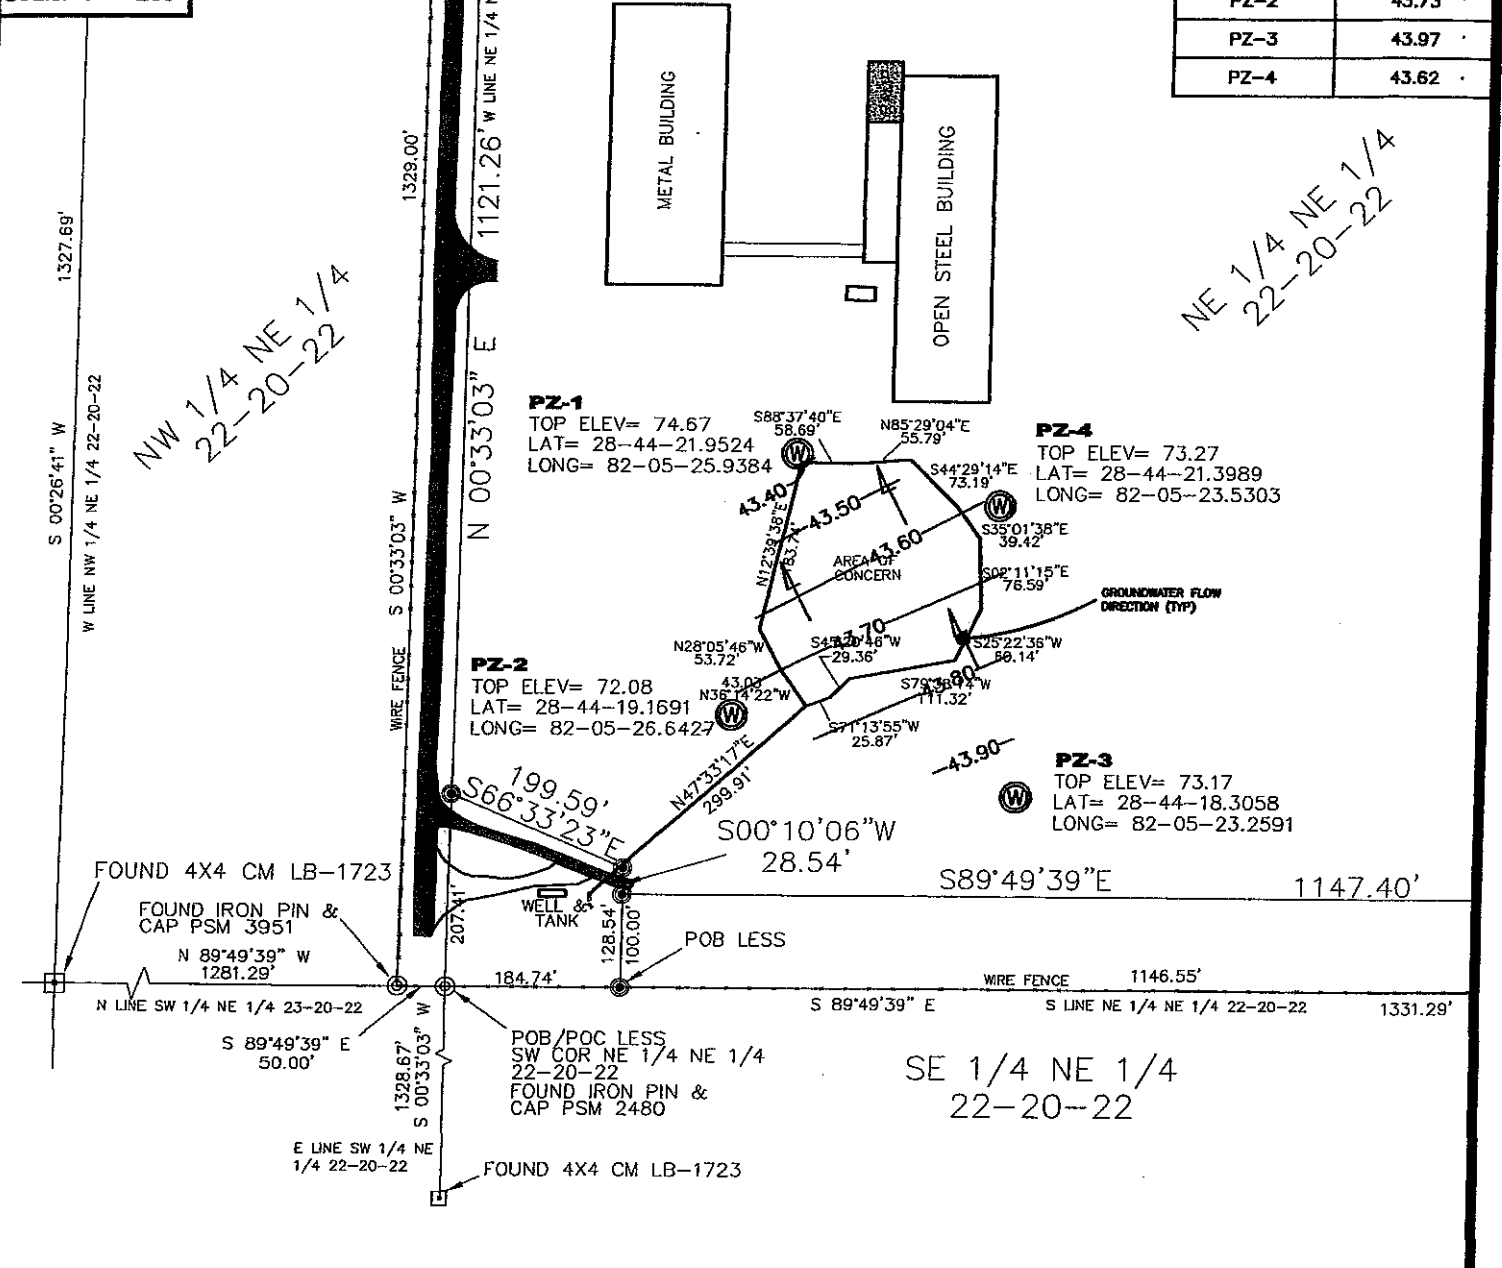 PZ-2 43.73
PZ-3 43.97
PZ-4 43.62
1329.00'
1121.26' W LINE NE 1/4 N
METAL BUILDING
OPEN STEEL BUILDING
NE 1/4 NE 1/4
22-20-22
1327.69'
S 00°26'41" W
W LINE NW 1/4 NE 1/4 22-20-22
NW 1/4 NE 1/4
22-20-22
N 00°33'03" E
WIRE FENCE S 00°33'03" W
PZ-1
TOP ELEV= 74.67
LAT= 28-44-21.9524
LONG= 82-05-25.9384
S88°37'40"E
58.69'
N85°29'04"E
55.79'
PZ-4
TOP ELEV= 73.27
LAT= 28-44-21.3989
LONG= 82-05-23.5303
S44°29'14"E
73.19'
W
W
43.40
43.50
43.60
S35°01'38"E
39.42'
N12°39'38"E
AREA OF
CONCERN
S02°11'15"E
76.59'
GROUNDWATER FLOW
DIRECTION (TYP)
43.70
N28°05'46"W
53.72'
29.36'
S25°22'36"W
PZ-2
TOP ELEV= 72.08
LAT= 28-44-19.1691
LONG= 82-05-26.6427
43.03
N36°14'22"W
W
43.80
111.32'
S71°13'55"W
25.87'
43.90
PZ-3
TOP ELEV= 73.17
LAT= 28-44-18.3058
LONG= 82-05-23.2591
W
N47°33'17"E
299.91'
199.59'
S66°33'23"E
S00°10'06"W
28.54'
S89°49'39"E 1147.40'
FOUND 4X4 CM LB-1723
FOUND IRON PIN &
CAP PSM 3951
N 89°49'39" W
1281.29'
207.41'
WELL &
TANK
128.54'
100.00'
POB LESS
184.74'
WIRE FENCE 1146.55'
N LINE SW 1/4 NE 1/4 23-20-22
S 89°49'39" E
S LINE NE 1/4 NE 1/4 22-20-22
1331.29'
S 89°49'39" E
50.00'
1328.67'
S 00°33'03" W
POB/POC LESS
SW COR NE 1/4 NE 1/4
22-20-22
FOUND IRON PIN &
CAP PSM 2480
SE 1/4 NE 1/4
22-20-22
E LINE SW 1/4 NE
1/4 22-20-22
FOUND 4X4 CM LB-1723